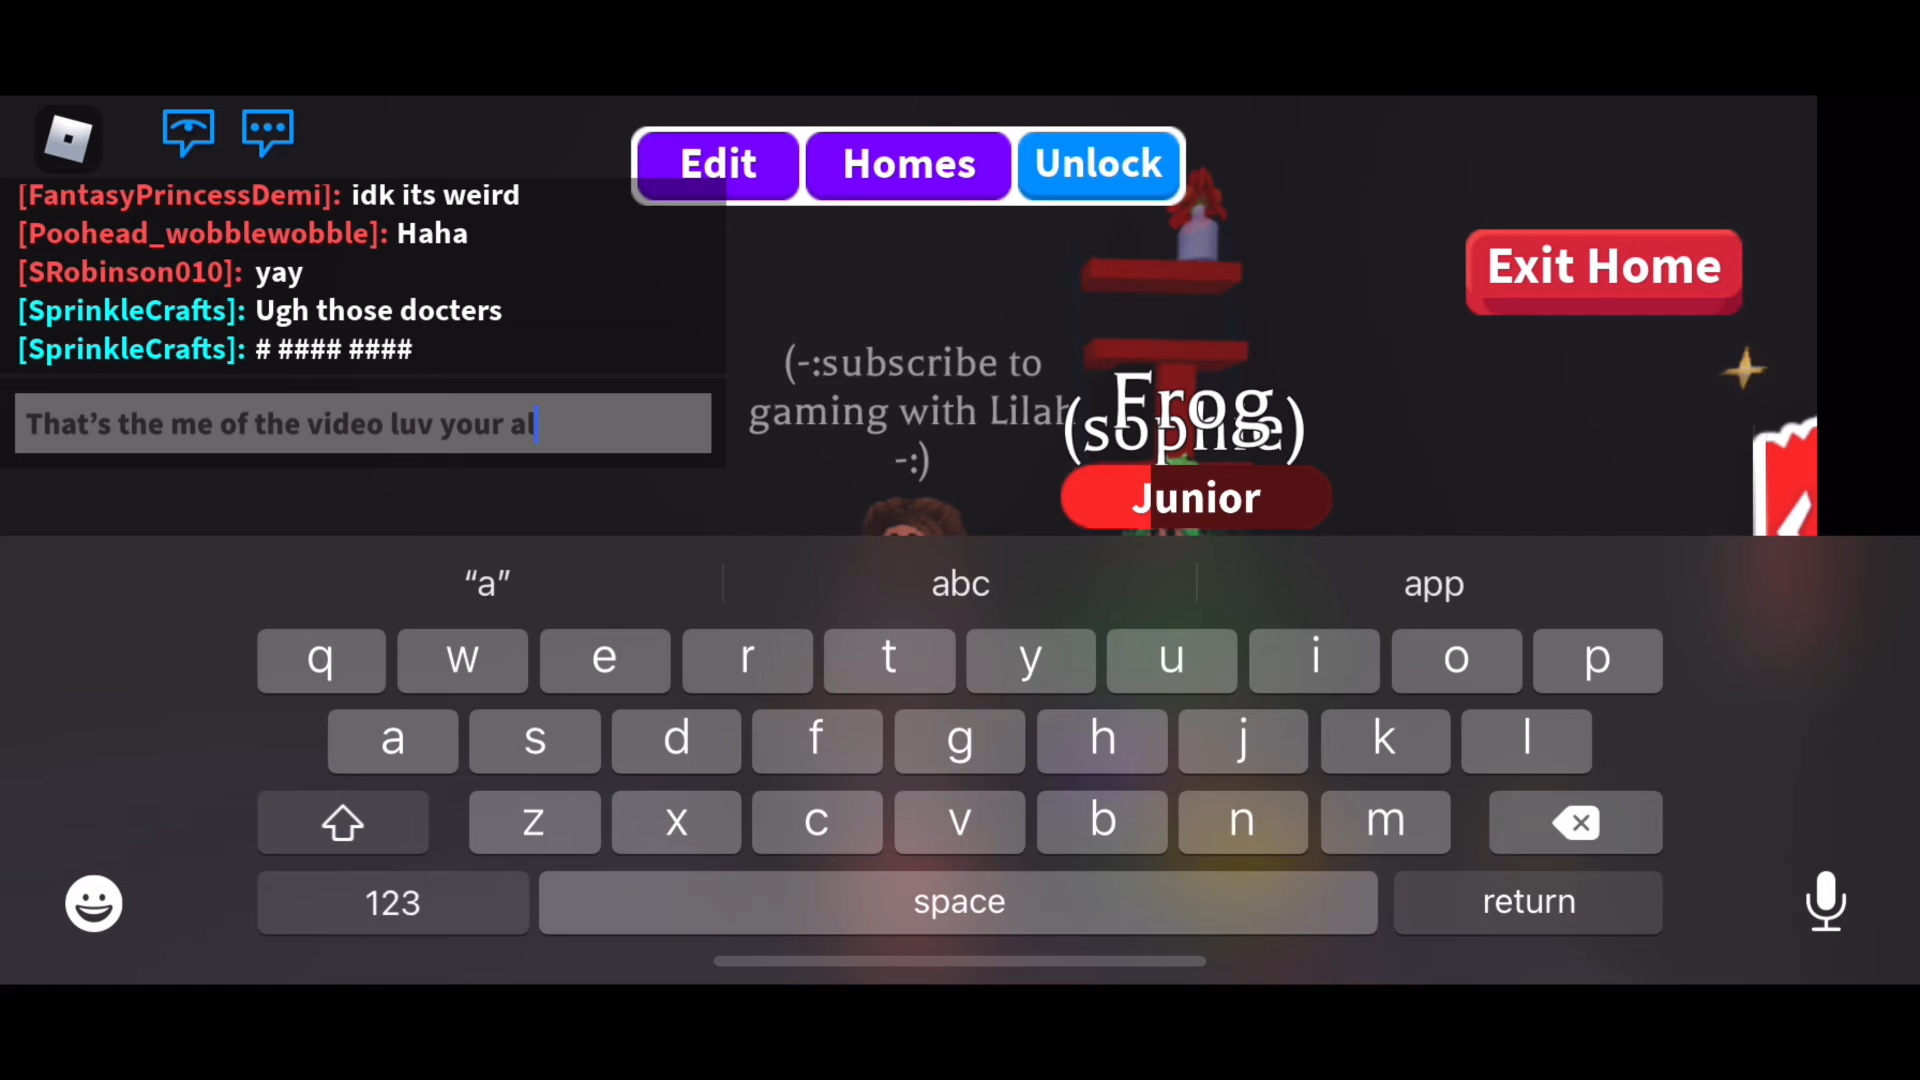 Edit Homes Unlock
[FantasyPrincessDemi]: idk its weird
[Poohead_wobblewobble]: Haha
[SRobinson010]: yay
[SprinkleCrafts]: Ugh those docters
[SprinkleCrafts]: # #### ####
That’s the me of the video luv your al
Exit Home
(-:subscribe to
gaming with Lilah
-:)
Frog
(sophie)
Junior
“a” abc app
q w e r t y u i o p
a s d f g h j k l
z x c v b n m
123 space return